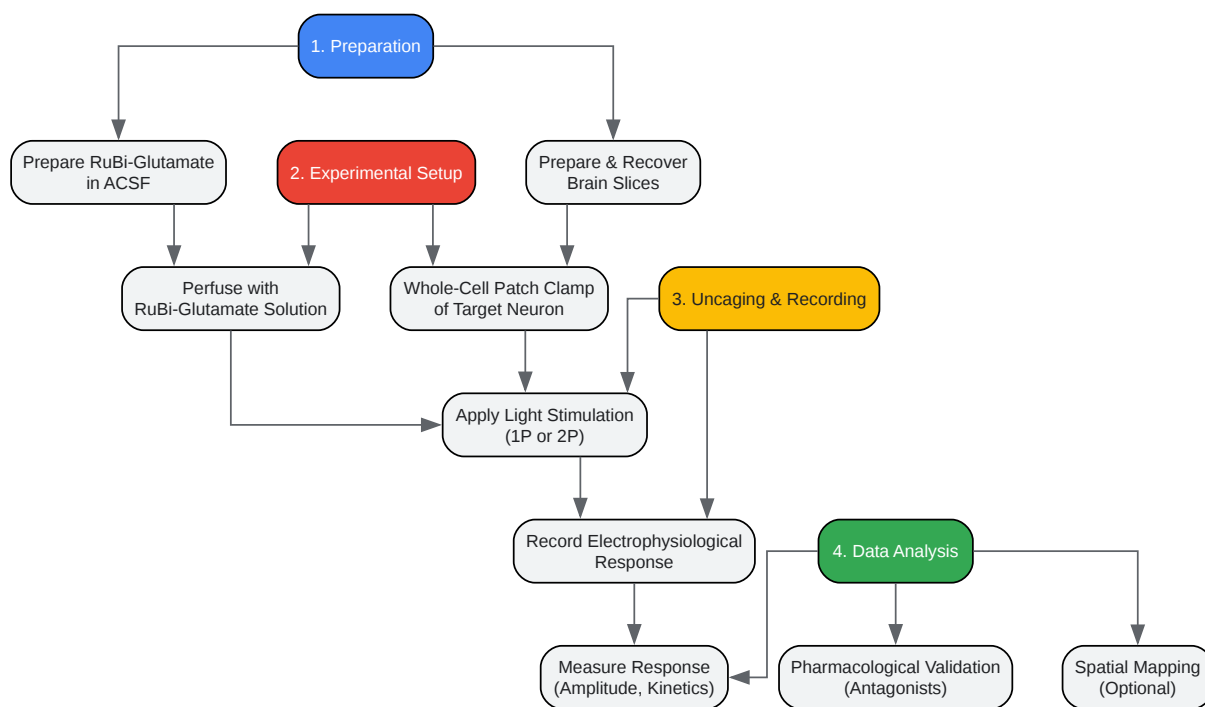 1. Preparation
Prepare RuBi-Glutamate
in ACSF
2. Experimental Setup
Prepare & Recover
Brain Slices
Perfuse with
RuBi-Glutamate Solution
Whole-Cell Patch Clamp
of Target Neuron
3. Uncaging & Recording
Apply Light Stimulation
(1P or 2P)
Record Electrophysiological
Response
4. Data Analysis
Measure Response
(Amplitude, Kinetics)
Pharmacological Validation
(Antagonists)
Spatial Mapping
(Optional)